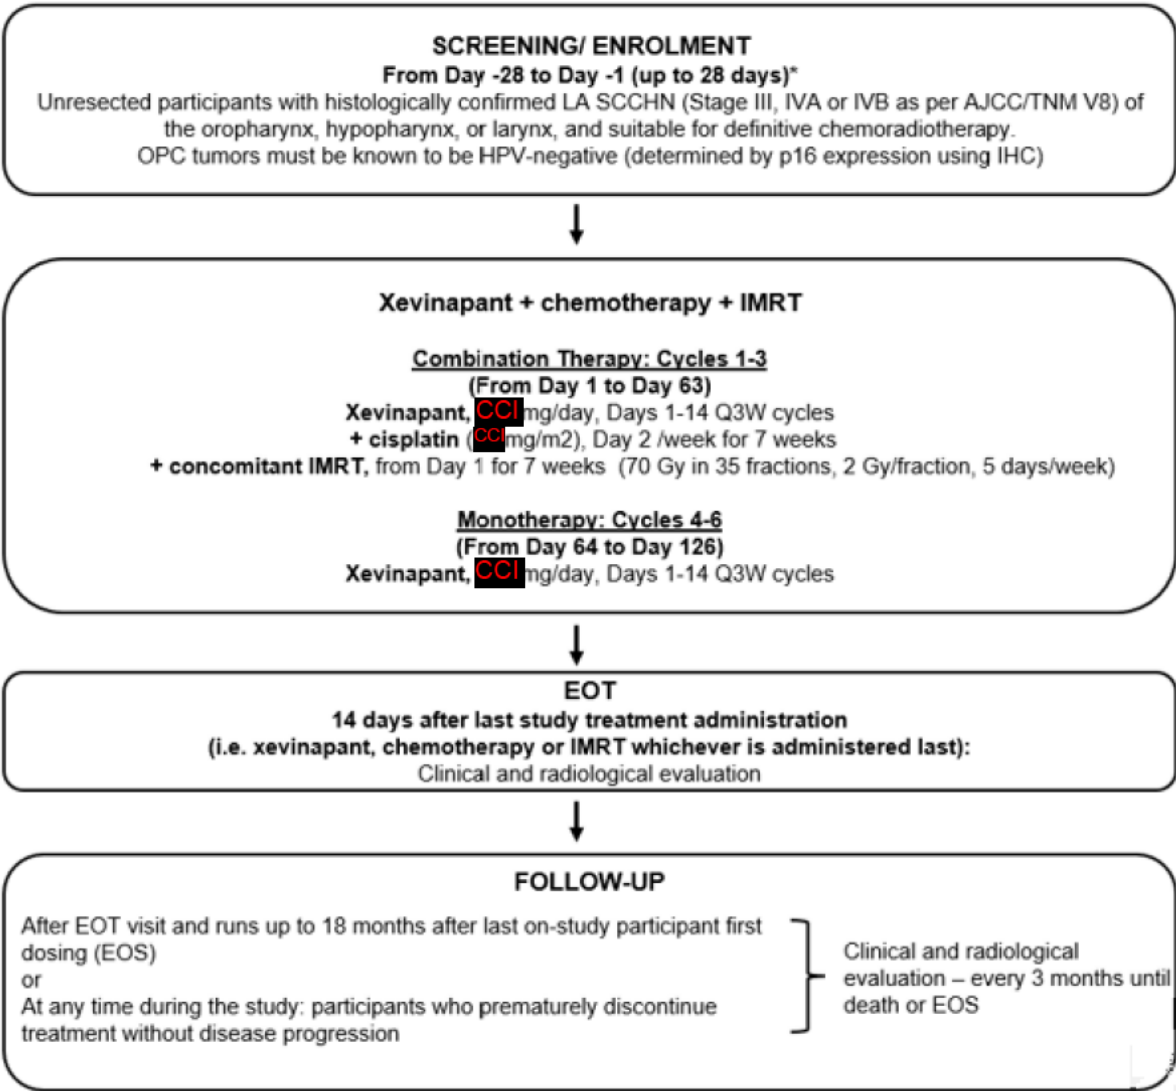 SCREENING/ ENROLMENT
From Day -28 to Day -1 (up to 28 days)*
Unresected participants with histologically confirmed LA SCCHN (Stage III, IVA or IVB as per AJCC/TNM V8) of
the oropharynx, hypopharynx, or larynx, and suitable for definitive chemoradiotherapy.
OPC tumors must be known to be HPV-negative (determined by p16 expression using IHC)
Xevinapant + chemotherapy + IMRT
Combination Therapy: Cycles 1-3
(From Day 1 to Day 63)
Xevinapant, CCI mg/day, Days 1-14 Q3W cycles
+ cisplatin (CCI mg/m2), Day 2 /week for 7 weeks
+ concomitant IMRT, from Day 1 for 7 weeks (70 Gy in 35 fractions, 2 Gy/fraction, 5 days/week)
Monotherapy: Cycles 4-6
(From Day 64 to Day 126)
Xevinapant, CCI mg/day, Days 1-14 Q3W cycles
EOT
14 days after last study treatment administration
(i.e. xevinapant, chemotherapy or IMRT whichever is administered last):
Clinical and radiological evaluation
FOLLOW-UP
After EOT visit and runs up to 18 months after last on-study participant first
dosing (EOS)
or
At any time during the study: participants who prematurely discontinue
treatment without disease progression
Clinical and radiological
evaluation – every 3 months until
death or EOS